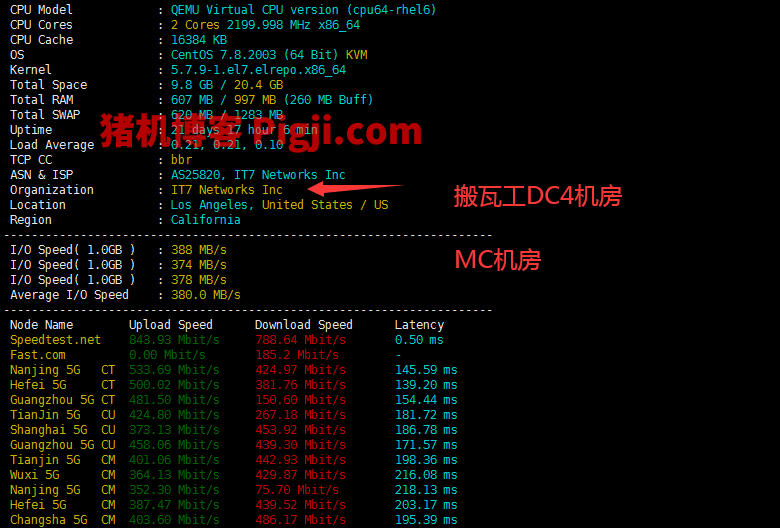 CPU Model : QEMU Virtual CPU version (cpu64-rhel6)
CPU Cores : 2 Cores 2199.998 MHz x86_64
CPU Cache : 16384 KB
OS : CentOS 7.8.2003 (64 Bit) KVM
Kernel : 5.7.9-1.el7.elrepo.x86_64
Total Space : 9.8 GB / 20.4 GB
Total RAM : 607 MB / 997 MB (260 MB Buff)
Total SWAP : 620 MB / 1283 MB
Uptime : 21 days 17 hour 6 min
猪机博客 Pigji.com
Load Average : 0.21, 0.21, 0.10
TCP CC : bbr
ASN & ISP : AS25820, IT7 Networks Inc
Organization : IT7 Networks Inc
搬瓦工DC4机房
Location : Los Angeles, United States / US
Region : California
----------------------------------------------------------------------
I/O Speed( 1.0GB ) : 388 MB/s
MC机房
I/O Speed( 1.0GB ) : 374 MB/s
I/O Speed( 1.0GB ) : 378 MB/s
Average I/O Speed : 380.0 MB/s
----------------------------------------------------------------------
Node Name Upload Speed Download Speed Latency
Speedtest.net 843.93 Mbit/s 788.64 Mbit/s 0.50 ms
Fast.com 0.00 Mbit/s 185.2 Mbit/s -
Nanjing 5G CT 533.69 Mbit/s 424.97 Mbit/s 145.59 ms
Hefei 5G CT 500.02 Mbit/s 381.76 Mbit/s 139.20 ms
Guangzhou 5G CT 481.50 Mbit/s 150.60 Mbit/s 154.44 ms
TianJin 5G CU 424.80 Mbit/s 267.18 Mbit/s 181.72 ms
Shanghai 5G CU 373.13 Mbit/s 453.92 Mbit/s 186.78 ms
Guangzhou 5G CU 458.06 Mbit/s 439.30 Mbit/s 171.57 ms
Tianjin 5G CM 401.06 Mbit/s 442.93 Mbit/s 198.36 ms
Wuxi 5G CM 364.13 Mbit/s 429.87 Mbit/s 216.08 ms
Nanjing 5G CM 352.30 Mbit/s 75.70 Mbit/s 218.13 ms
Hefei 5G CM 387.47 Mbit/s 439.52 Mbit/s 203.17 ms
Changsha 5G CM 403.60 Mbit/s 486.17 Mbit/s 195.39 ms